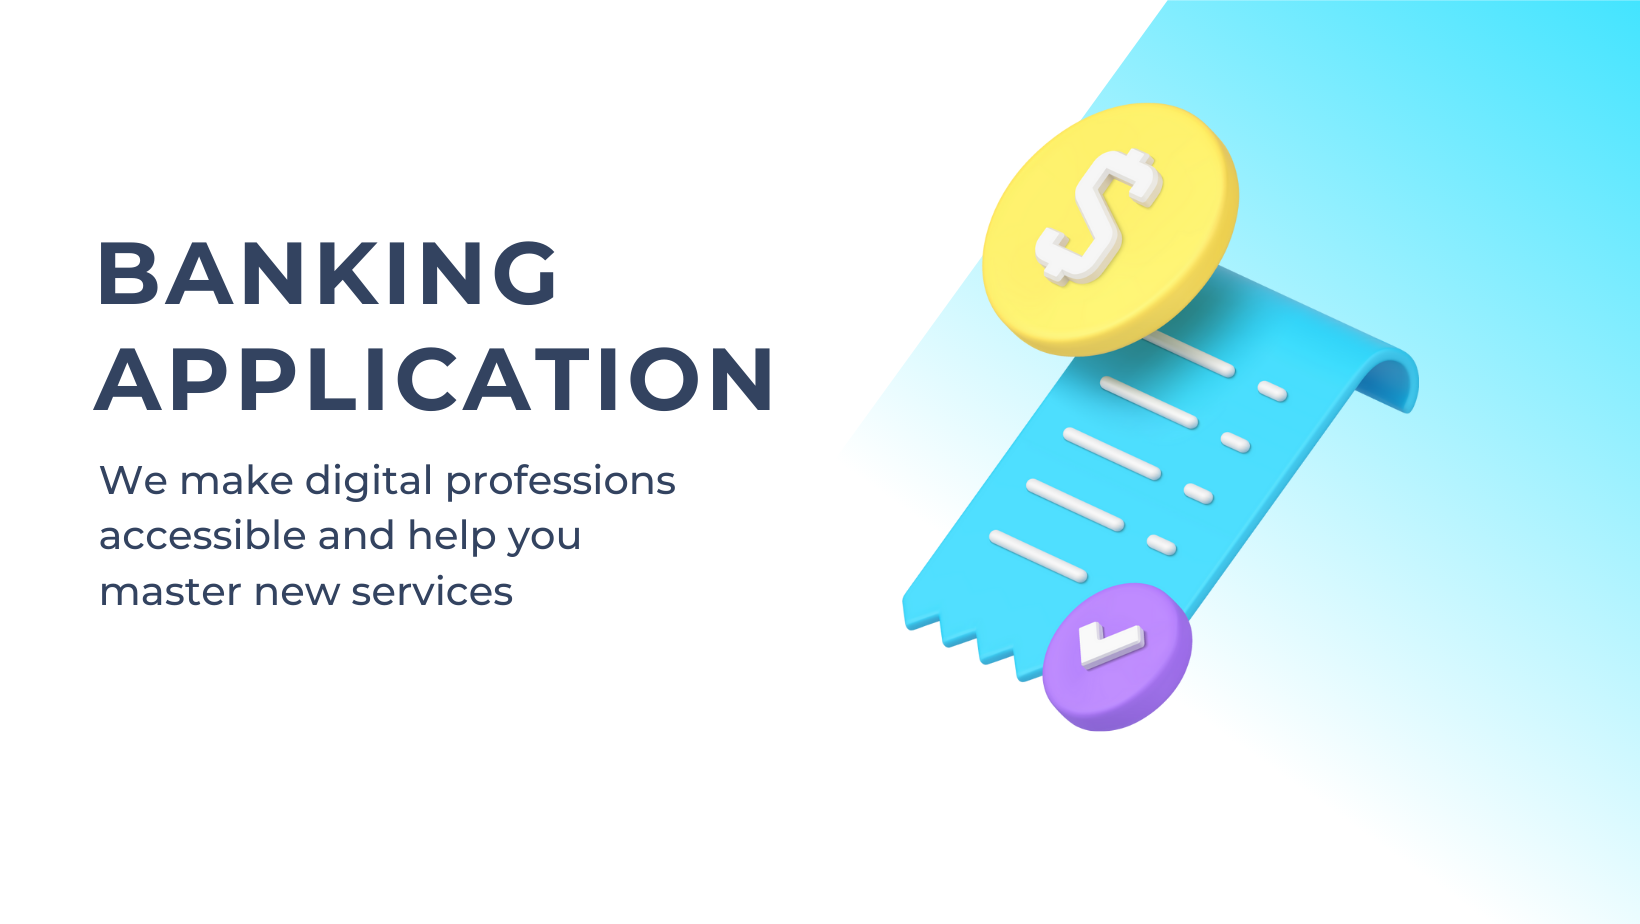 BANKING
APPLICATION
We make digital professions
accessible and help you
master new services
$